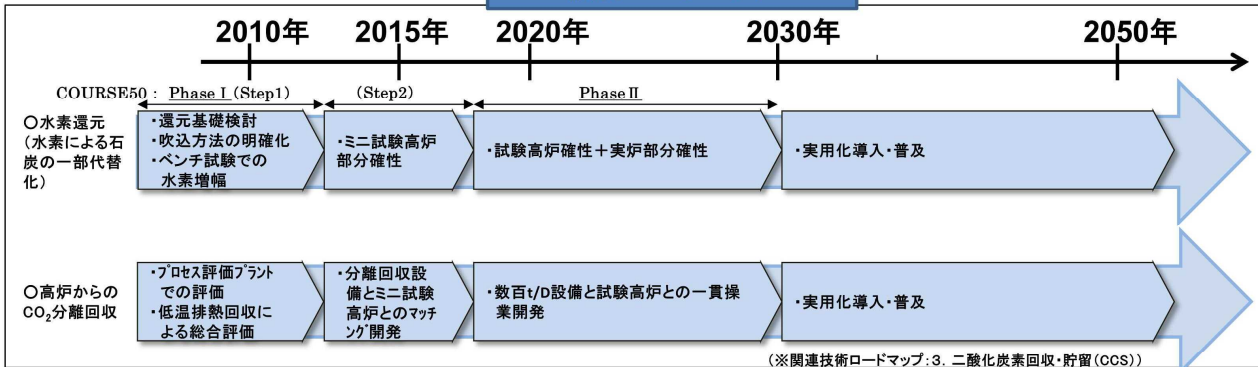 2010年 2015年 2020年 2030年 2050年
COURSE50 : Phase I (Step1) (Step2) Phase II
○水素還元
(水素による石
炭の一部代替
化)
・還元基礎検討
・吹込方法の明確化
・ベンチ試験での
水素増幅
・ミニ試験高炉
部分確性
・試験高炉確性＋実炉部分確性
・実用化導入・普及
○高炉からの
CO₂分離回収
・プロセス評価プラント
での評価
・低温排熱回収に
よる総合評価
・分離回収設
備とミニ試験
高炉とのマッチ
ング開発
・数百t/D設備と試験高炉との一貫操
業開発
・実用化導入・普及
(※関連技術ロードマップ：3. 二酸化炭素回収・貯留(CCS))